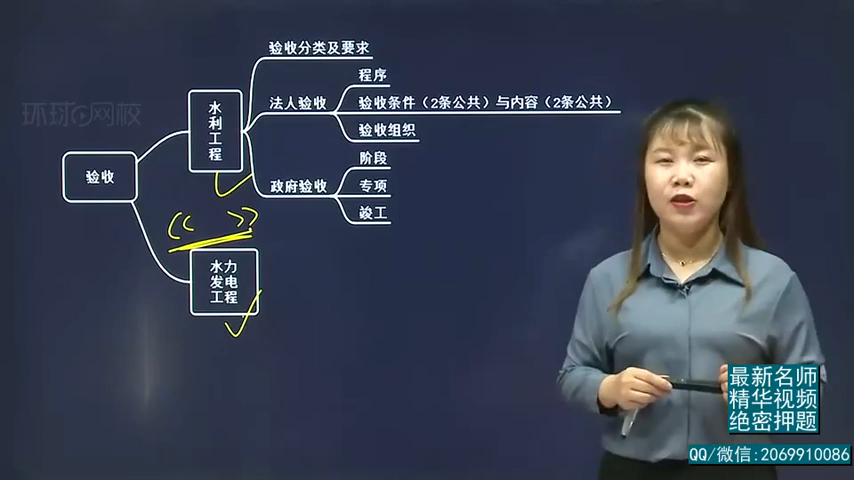 验收分类及要求
程序
法人验收
验收条件（2条公共）与内容（2条公共）
验收组织
水利工程
验收
阶段
政府验收
专项
竣工
《 》
水力
发电
工程
环球网校
最新名师
精华视频
绝密押题
QQ/微信:2069910086